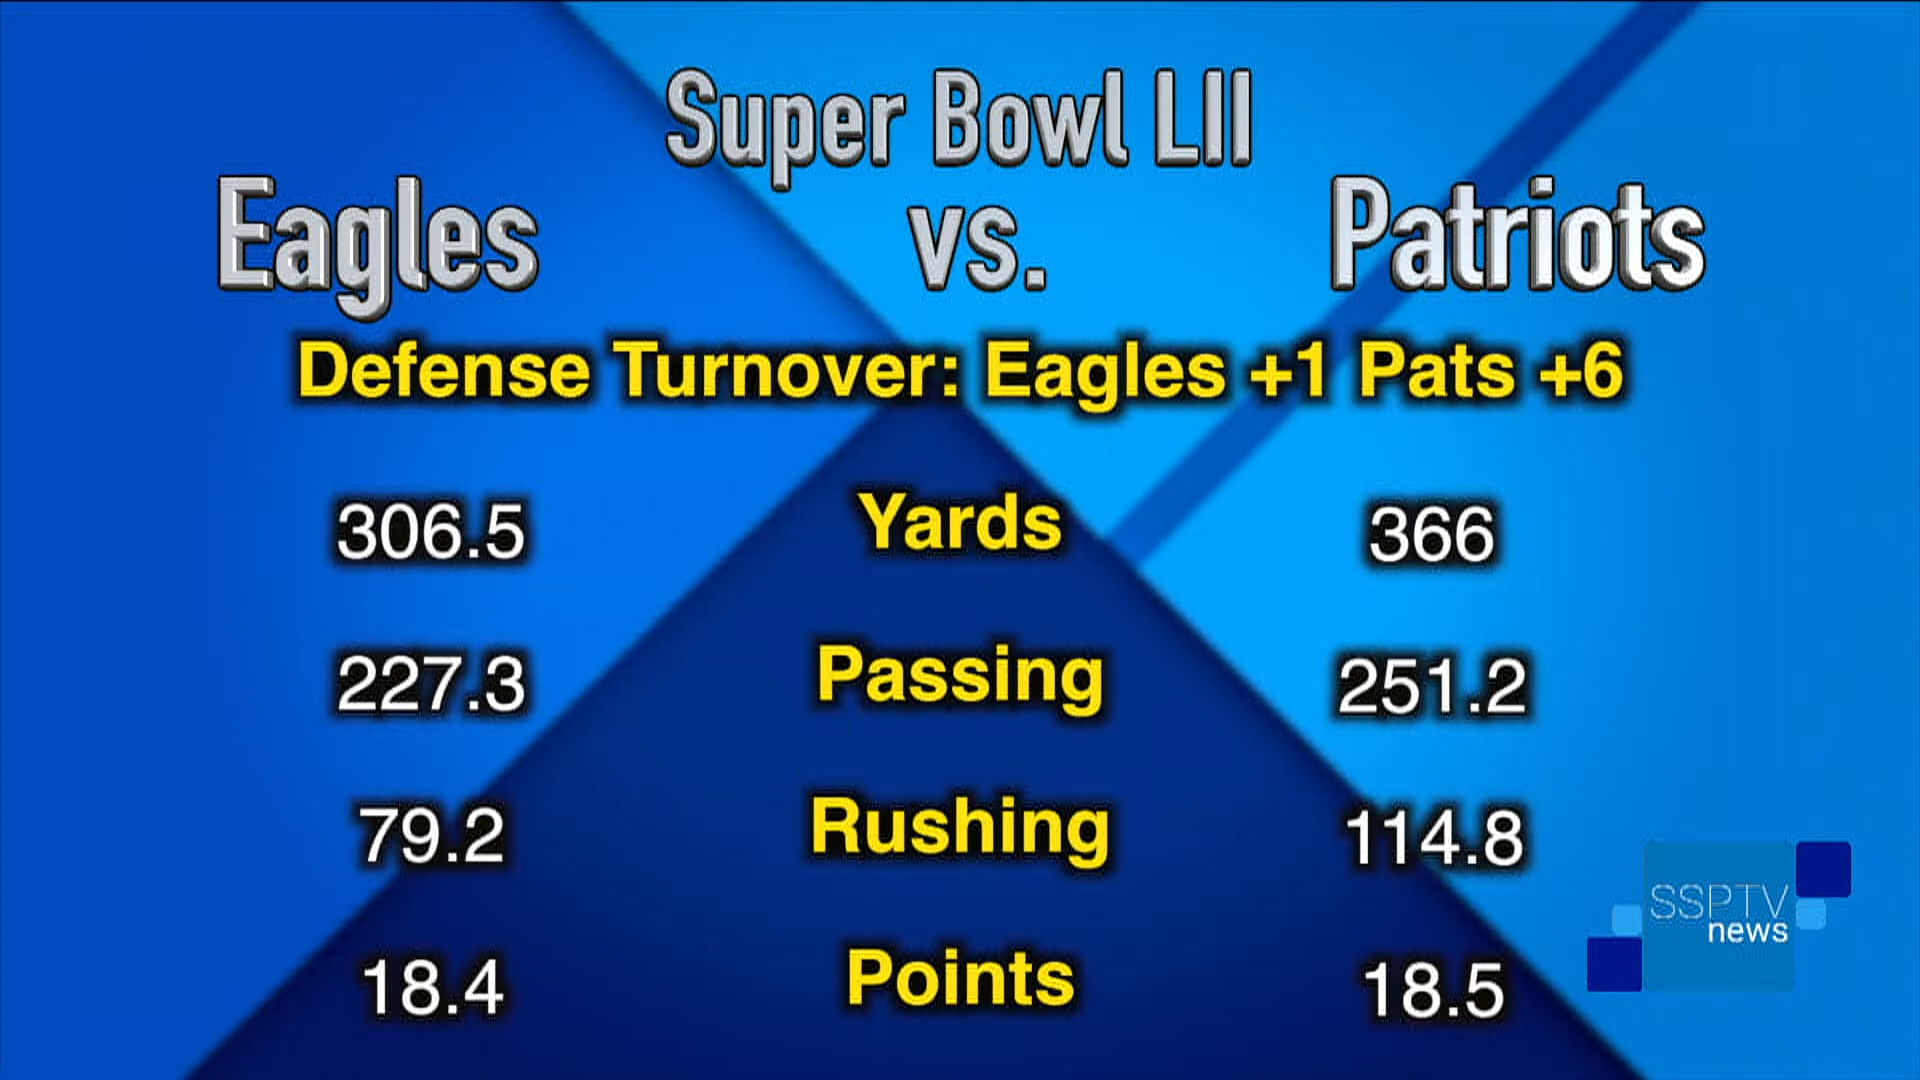 Super Bowl LII
Eagles vs. Patriots
Defense Turnover: Eagles +1 Pats +6
306.5 Yards 366
227.3 Passing 251.2
79.2 Rushing 114.8
18.4 Points 18.5
SSPTV
news